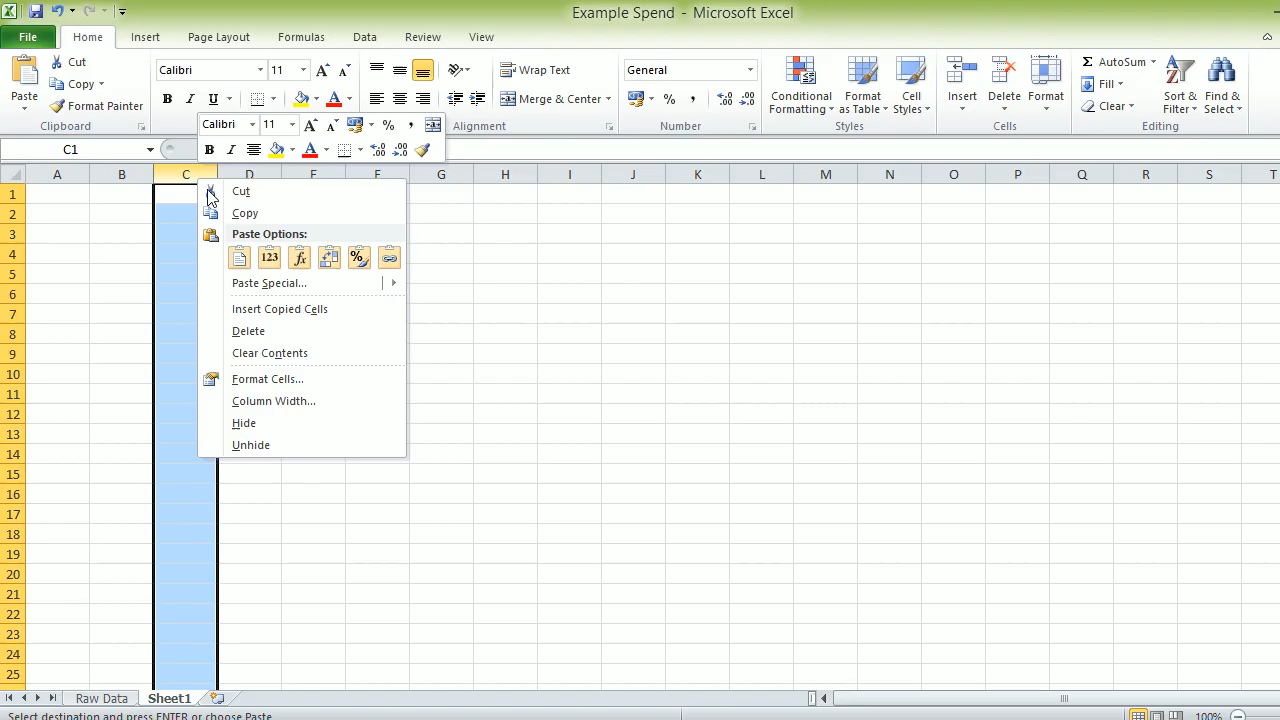 Example Spend - Microsoft Excel
File Home Insert Page Layout Formulas Data Review View
Paste
Cut
Copy
Format Painter
Clipboard
Calibri 11
B I U A
Wrap Text
Merge & Center
Alignment
General
% ,
Number
Conditional Formatting
Format as Table
Cell Styles
Styles
Insert
Delete
Format
Cells
AutoSum
Fill
Clear
Sort & Filter
Find & Select
Editing
Calibri 11 A A % ,
B I A
C1
A B C D E F G H I J K L M N O P Q R S T
1
2
3
4
5
6
7
8
9
10
11
12
13
14
15
16
17
18
19
20
21
22
23
24
25
Cut
Copy
Paste Options:
123 fx %
Paste Special...
Insert Copied Cells
Delete
Clear Contents
Format Cells...
Column Width...
Hide
Unhide
Raw Data Sheet1
Select destination and press ENTER or choose Paste
100%